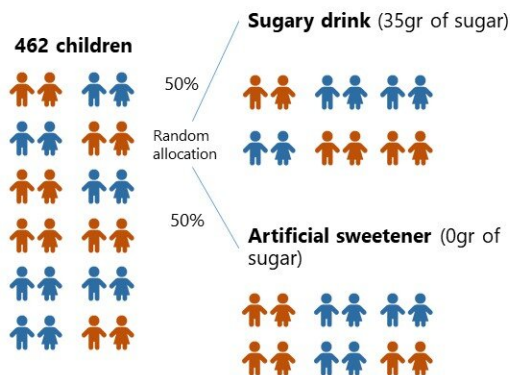 Sugary drink (35gr of sugar)
462 children
50%
Random
allocation
50%
Artificial sweetener (0gr of
sugar)